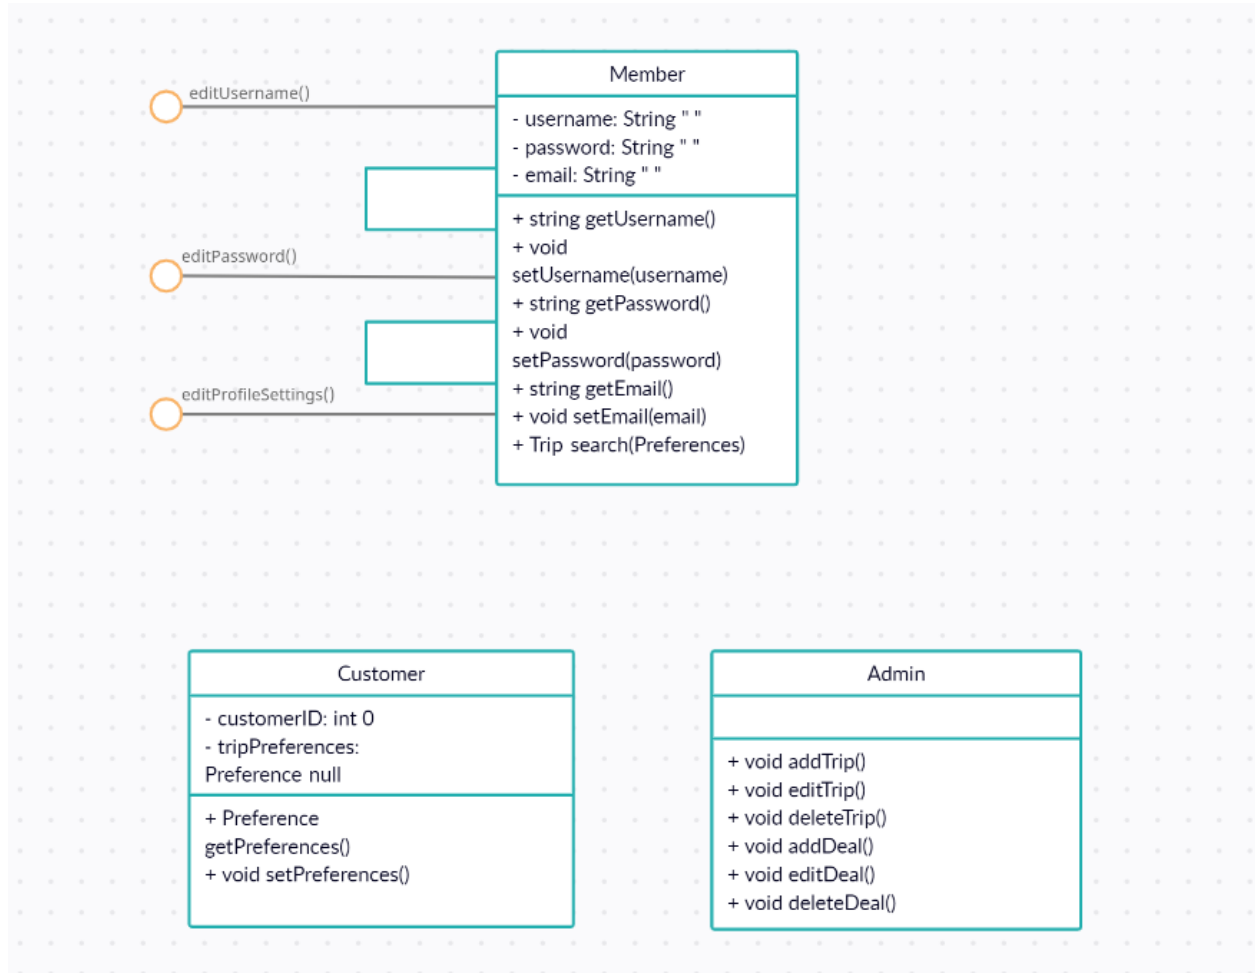 editUsername()
editPassword()
editProfileSettings()
Member
- username: String " "
- password: String " "
- email: String " "
+ string getUsername()
+ void
setUsername(username)
+ string getPassword()
+ void
setPassword(password)
+ string getEmail()
+ void setEmail(email)
+ Trip search(Preferences)
Customer
- customerID: int 0
- tripPreferences:
Preference null
+ Preference
getPreferences()
+ void setPreferences()
Admin
+ void addTrip()
+ void editTrip()
+ void deleteTrip()
+ void addDeal()
+ void editDeal()
+ void deleteDeal()